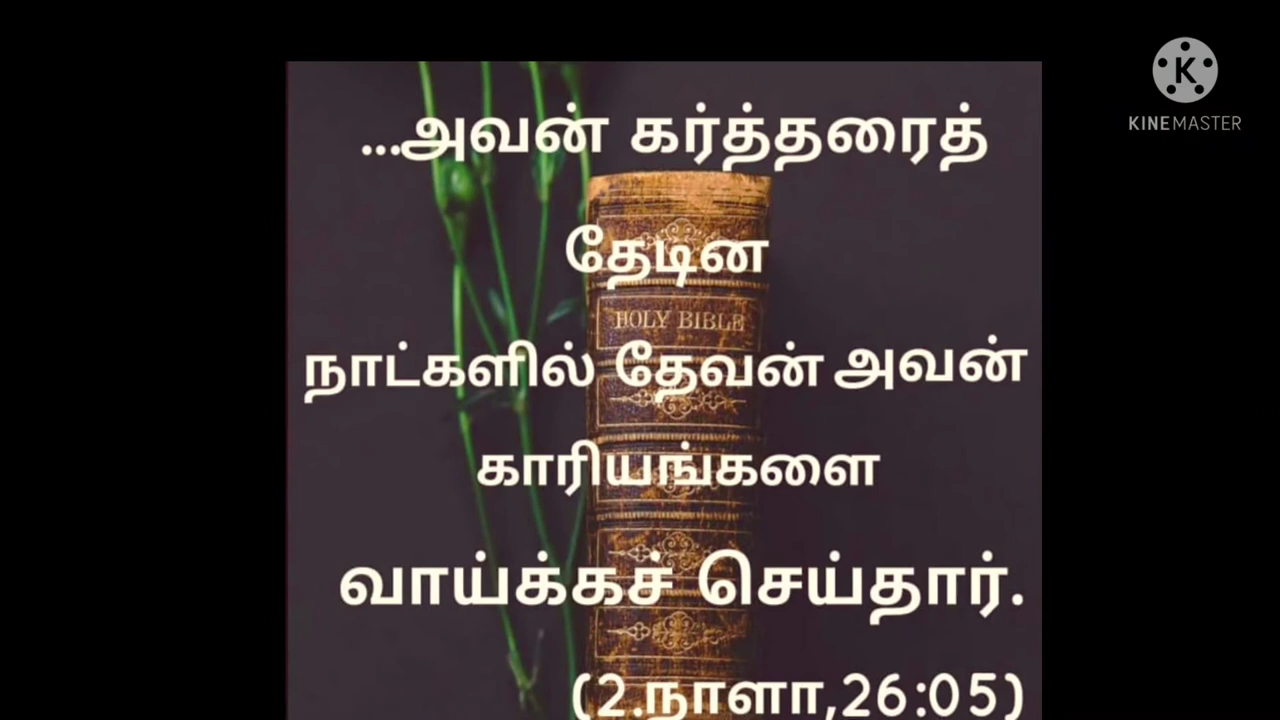 ...அவன் கர்த்தரைத்
தேடின
HOLY BIBLE
நாட்களில் தேவன் அவன்
காரியங்களை
வாய்க்கச் செய்தார்.
(2.நாளா,26:05)
K
KINEMASTER